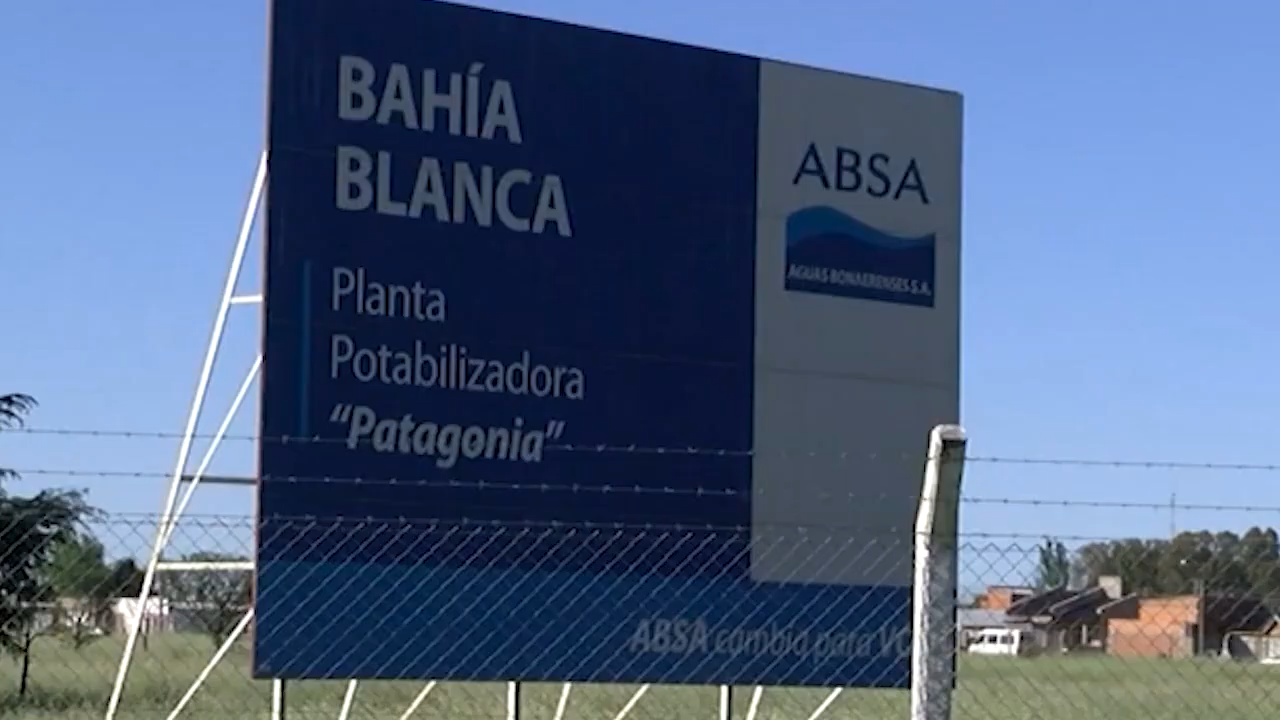 BAHÍA
BLANCA
Planta
Potabilizadora
“Patagonia”
ABSA
AGUAS BONAERENSES S.A.
ABSA cambia para